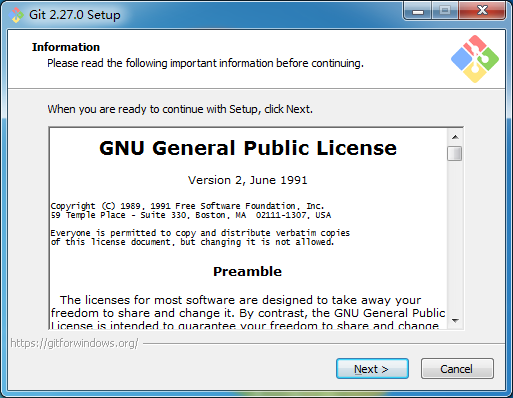 Git 2.27.0 Setup
Information
Please read the following important information before continuing.
When you are ready to continue with Setup, click Next.
GNU General Public License
Version 2, June 1991
Copyright (C) 1989, 1991 Free Software Foundation, Inc.
59 Temple Place - Suite 330, Boston, MA  02111-1307, USA
Everyone is permitted to copy and distribute verbatim copies
of this license document, but changing it is not allowed.
Preamble
The licenses for most software are designed to take away your
freedom to share and change it. By contrast, the GNU General Public
License is intended to guarantee your freedom to share and change
https://gitforwindows.org/
Next >
Cancel